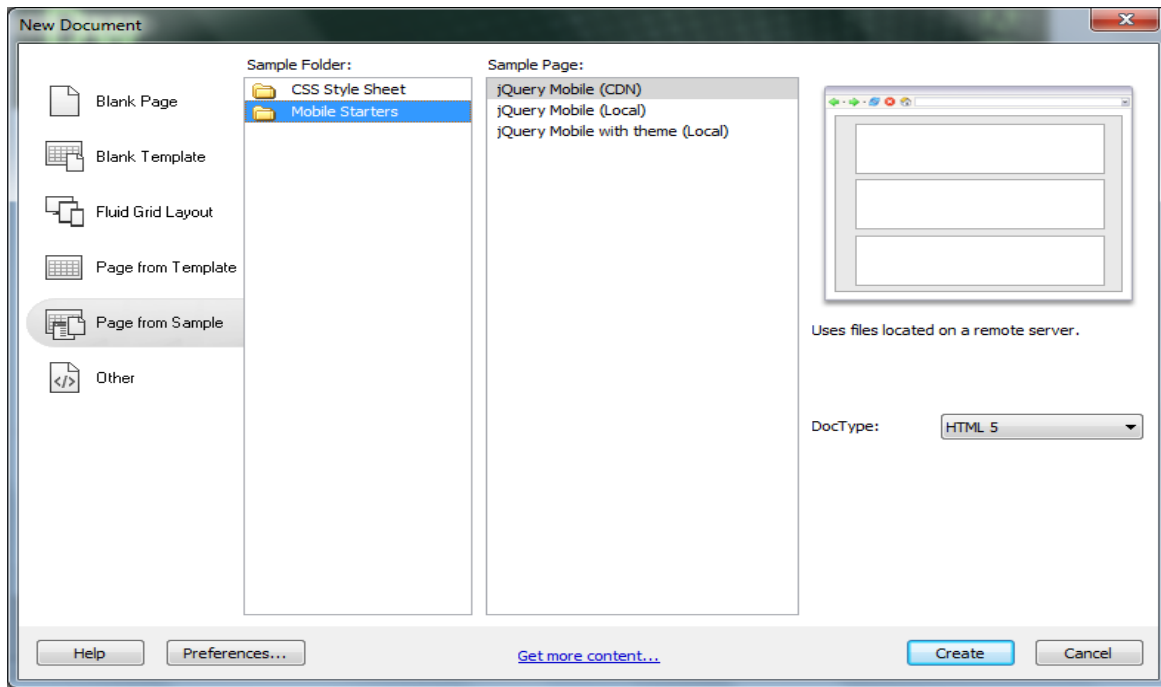 New Document
Blank Page
Blank Template
Fluid Grid Layout
Page from Template
Page from Sample
Other
Sample Folder:
CSS Style Sheet
Mobile Starters
Sample Page:
jQuery Mobile (CDN)
jQuery Mobile (Local)
jQuery Mobile with theme (Local)
Uses files located on a remote server.
DocType:
HTML 5
Help
Preferences...
Get more content...
Create
Cancel